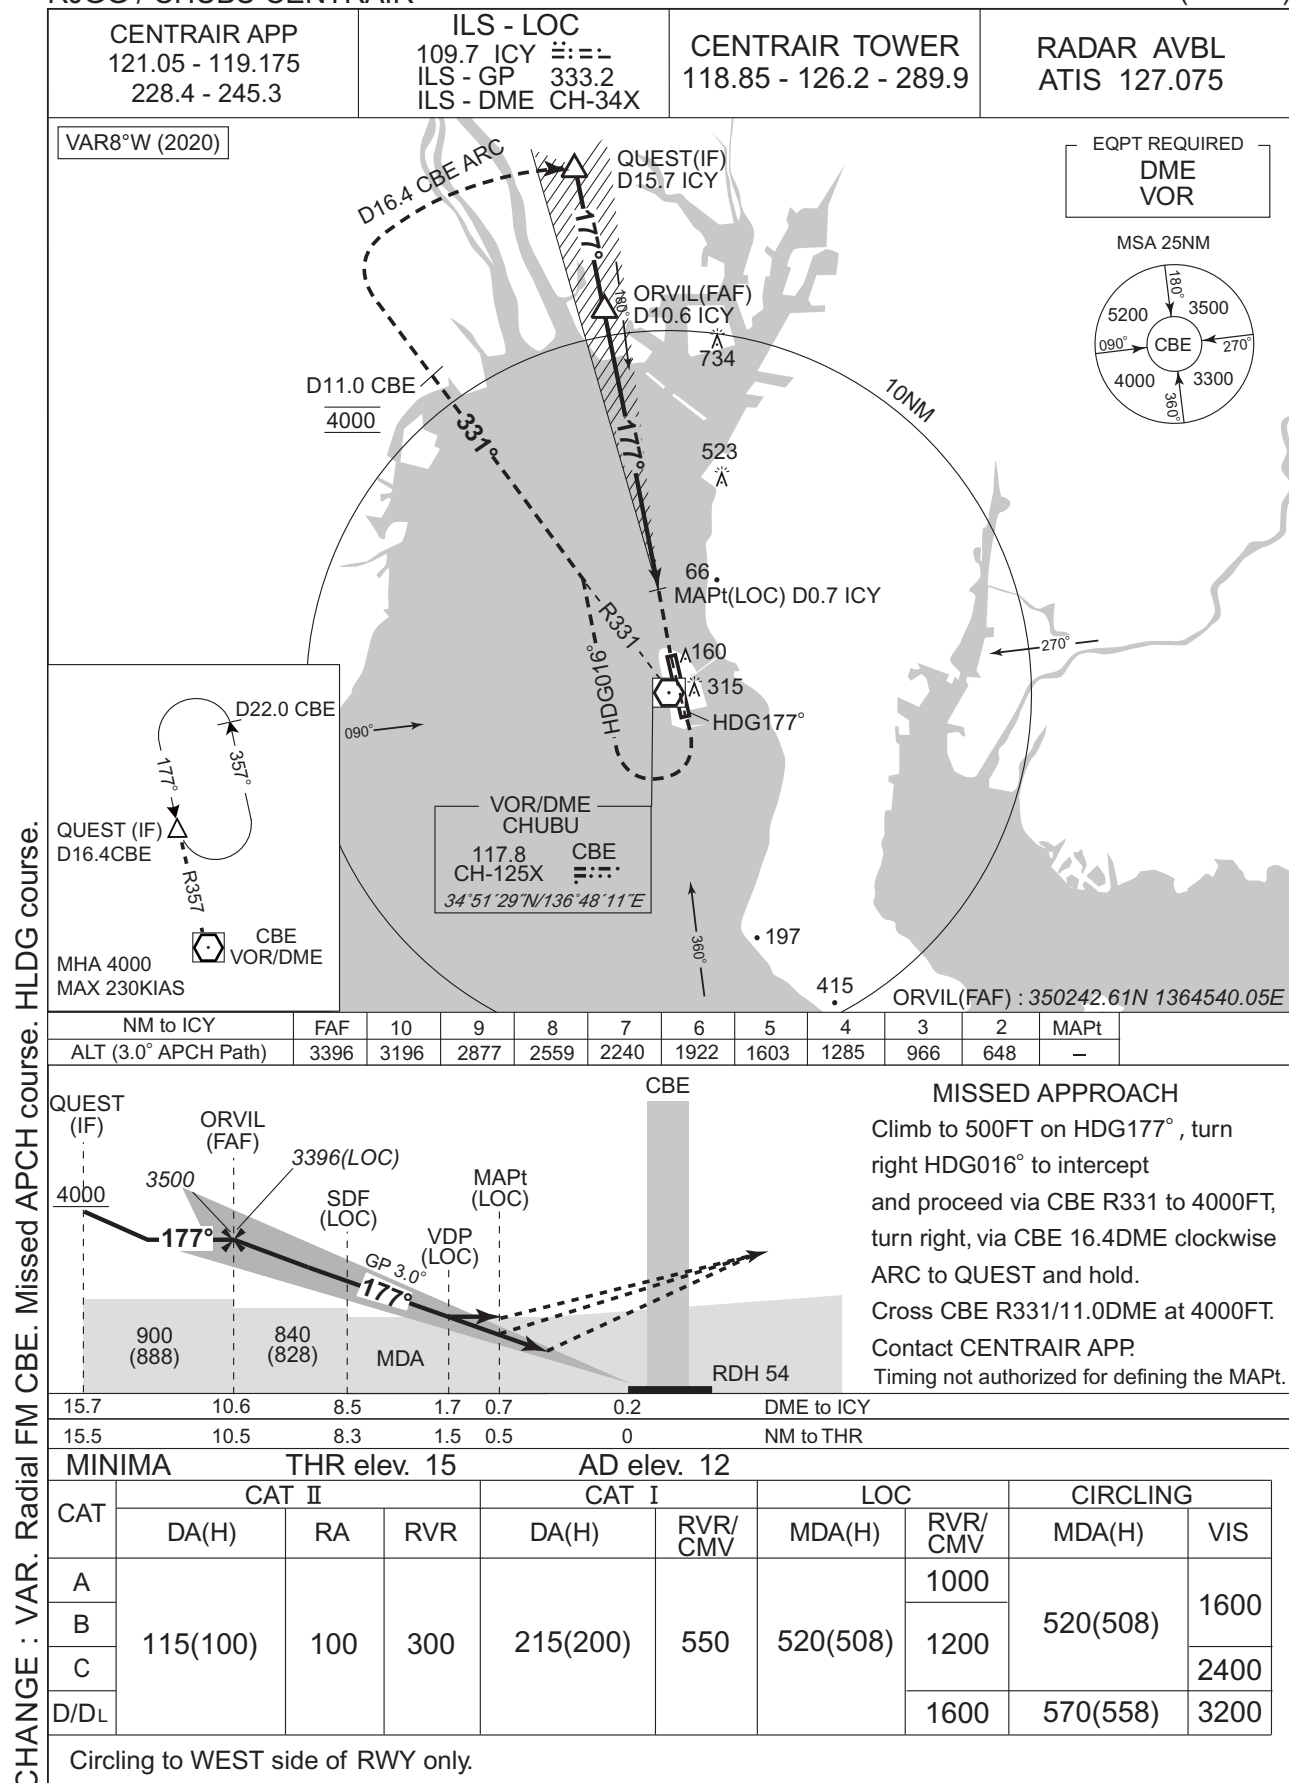 RJGG / CHUBU CENTRAIR
CENTRAIR APP
121.05 - 119.175
228.4 - 245.3
ILS - LOC
109.7 ICY
ILS - GP 333.2
ILS - DME CH-34X
CENTRAIR TOWER
118.85 - 126.2 - 289.9
RADAR AVBL
ATIS 127.075
VAR8°W (2020)
D16.4 CBE ARC
QUEST(IF)
D15.7 ICY
EQPT REQUIRED
DME
VOR
MSA 25NM
180°
5200
3500
090°
CBE
270°
4000
3300
360°
177°
180°
ORVIL(FAF)
D10.6 ICY
734
10NM
D11.0 CBE
4000
331°
177°
523
66
MAPt(LOC) D0.7 ICY
R331
HDG016°
160
315
HDG177°
270°
090°
D22.0 CBE
177°
357°
QUEST (IF)
D16.4CBE
R357
CBE
VOR/DME
MHA 4000
MAX 230KIAS
VOR/DME
CHUBU
117.8 CBE
CH-125X
34°51´29˝N/136°48´11˝E
360°
197
415
ORVIL(FAF) : 350242.61N 1364540.05E
NM to ICY FAF 10 9 8 7 6 5 4 3 2 MAPt
ALT (3.0° APCH Path) 3396 3196 2877 2559 2240 1922 1603 1285 966 648 –
QUEST
(IF)
ORVIL
(FAF)
CBE
3396(LOC)
3500
4000
SDF
(LOC)
MAPt
(LOC)
VDP
(LOC)
177°
GP 3.0°
177°
900
(888)
840
(828)
MDA
RDH 54
MISSED APPROACH
Climb to 500FT on HDG177°, turn
right HDG016° to intercept
and proceed via CBE R331 to 4000FT,
turn right, via CBE 16.4DME clockwise
ARC to QUEST and hold.
Cross CBE R331/11.0DME at 4000FT.
Contact CENTRAIR APP.
Timing not authorized for defining the MAPt.
15.7 10.6 8.5 1.7 0.7 0.2 DME to ICY
15.5 10.5 8.3 1.5 0.5 0 NM to THR
MINIMA THR elev. 15 AD elev. 12
CAT CAT Ⅱ CAT Ⅰ LOC CIRCLING
DA(H) RA RVR DA(H) RVR/CMV MDA(H) RVR/CMV MDA(H) VIS
A 1000
B 115(100) 100 300 215(200) 550 520(508) 1200 520(508) 1600
C 2400
D/DL 1600 570(558) 3200
Circling to WEST side of RWY only.
CHANGE : VAR. Radial FM CBE. Missed APCH course. HLDG course.